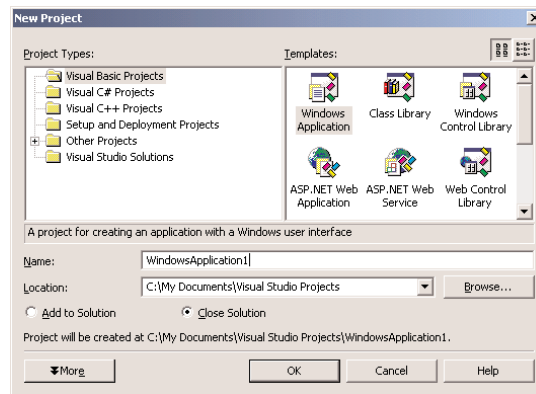 New Project
Project Types:
Templates:
Visual Basic Projects
Visual C# Projects
Visual C++ Projects
Setup and Deployment Projects
Other Projects
Visual Studio Solutions
Windows Application
Class Library
Windows Control Library
ASP.NET Web Application
ASP.NET Web Service
Web Control Library
A project for creating an application with a Windows user interface
Name:
WindowsApplication1
Location:
C:\My Documents\Visual Studio Projects
Browse...
Add to Solution
Close Solution
Project will be created at C:\My Documents\Visual Studio Projects\WindowsApplication1.
More
OK
Cancel
Help